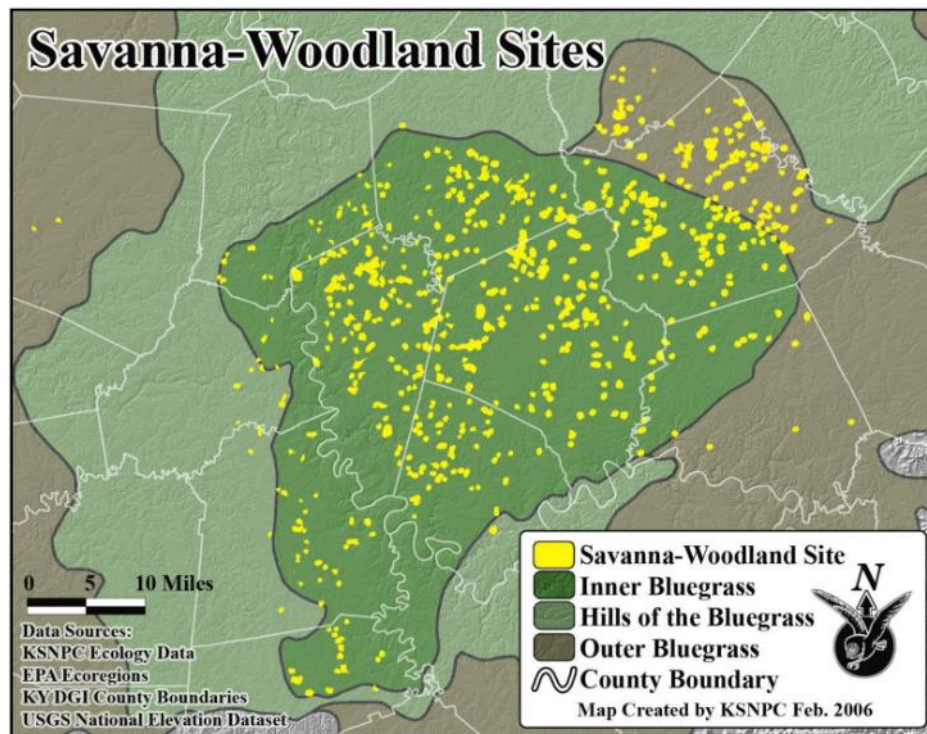 Savanna-Woodland Sites
0 5 10 Miles
Data Sources:
KSNPC Ecology Data
EPA Ecoregions
KYDGI County Boundaries
USGS National Elevation Dataset
Savanna-Woodland Site
Inner Bluegrass
Hills of the Bluegrass
Outer Bluegrass
County Boundary
N
Map Created by KSNPC Feb. 2006